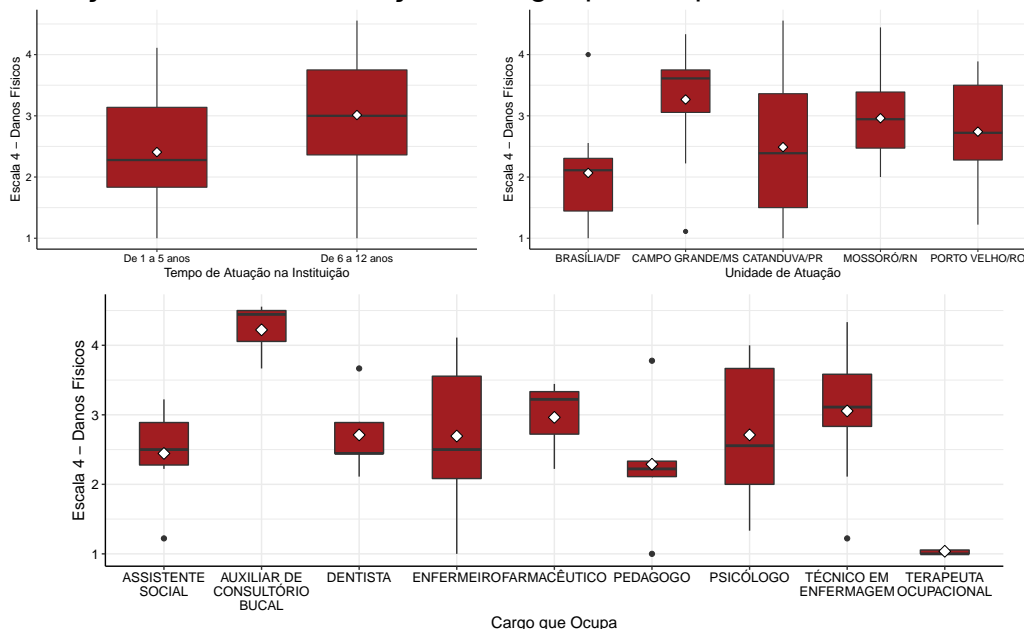 Escala 4 – Danos Físicos
4
3
2
1
De 1 a 5 anos De 6 a 12 anos
Tempo de Atuação na Instituição
Escala 4 – Danos Físicos
4
3
2
1
BRASÍLIA/DF CAMPO GRANDE/MS CATANDUVA/PR MOSSORÓ/RN PORTO VELHO/RO
Unidade de Atuação
Escala 4 – Danos Físicos
4
3
2
1
ASSISTENTE AUXILIAR DE DENTISTA ENFERMEIRO FARMACÊUTICO PEDAGOGO PSICÓLOGO TÉCNICO EM TERAPEUTA
SOCIAL CONSULTÓRIO ENFERMAGEM OCUPACIONAL
BUCAL
Cargo que Ocupa